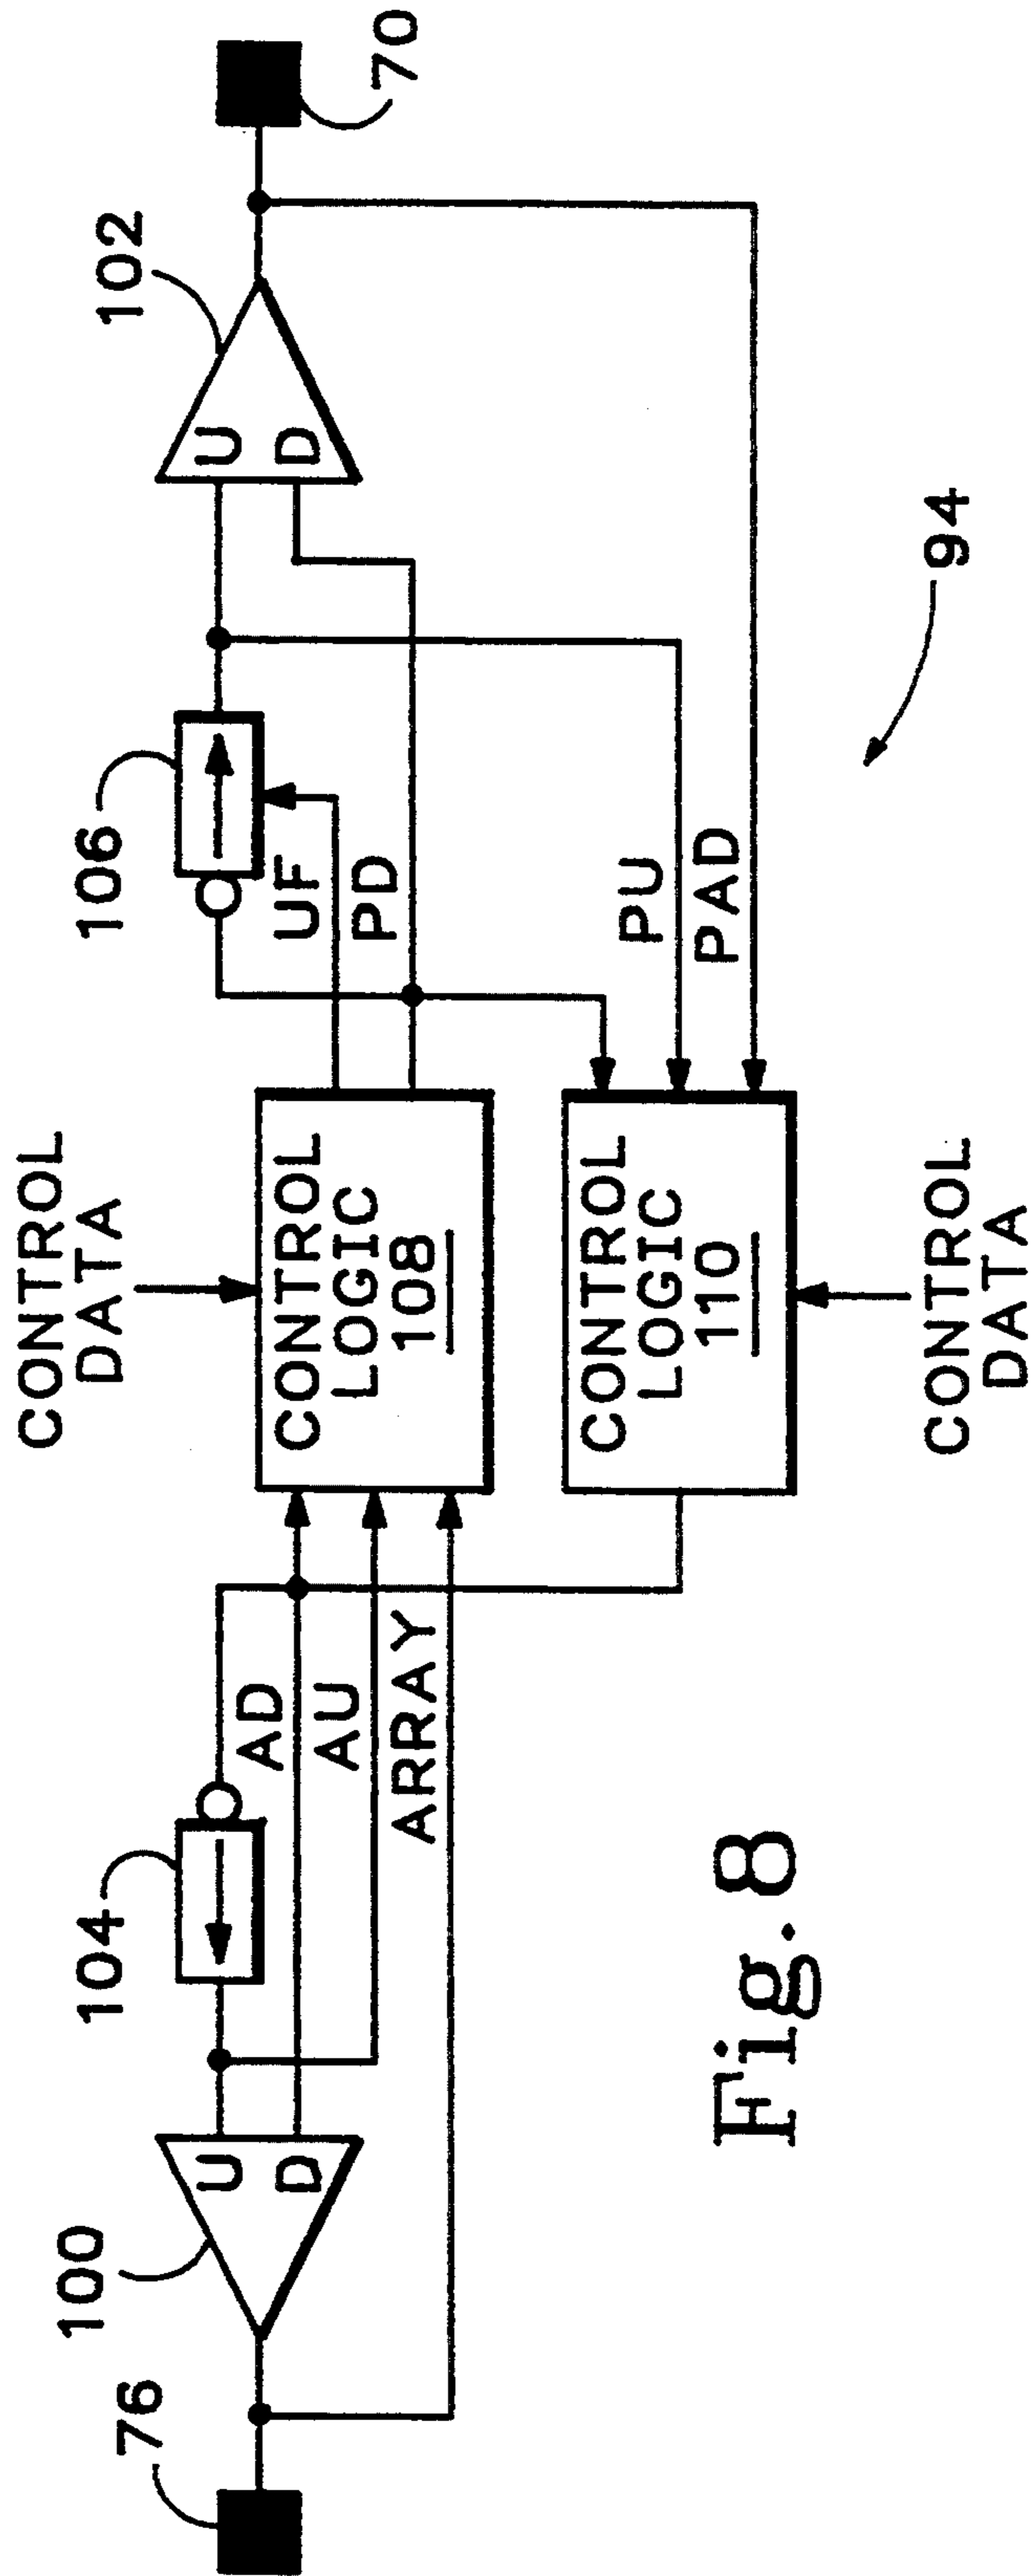 CONTROL
DATA
76
100
104
106
102
70
U
D
AD
AU
ARRAY
CONTROL
LOGIC
108
UF
PD
U
D
CONTROL
LOGIC
110
PU
PAD
94
CONTROL
DATA
Fig. 8